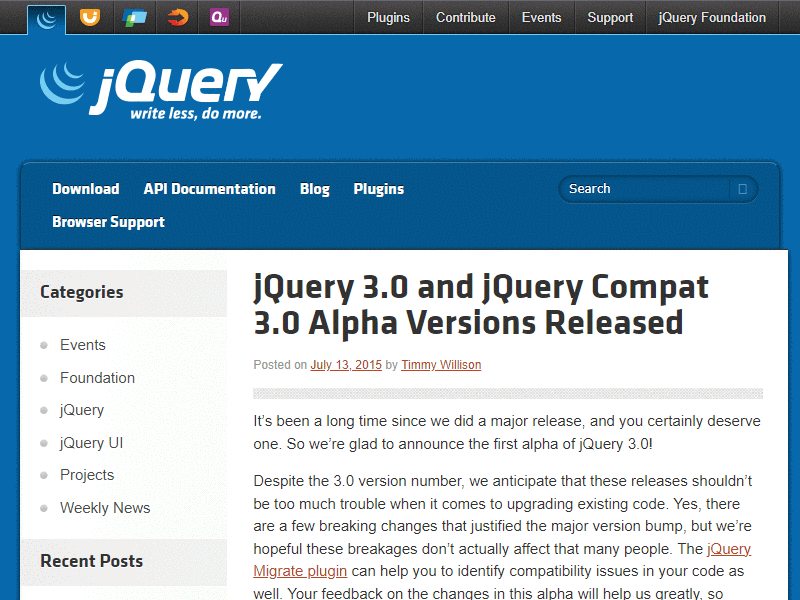 Qu
Plugins Contribute Events Support jQuery Foundation
jQuery
write less, do more.
Download API Documentation Blog Plugins
Search
Browser Support
Categories
Events
Foundation
jQuery
jQuery UI
Projects
Weekly News
Recent Posts
jQuery 3.0 and jQuery Compat
3.0 Alpha Versions Released
Posted on July 13, 2015 by Timmy Willison
It’s been a long time since we did a major release, and you certainly deserve
one. So we’re glad to announce the first alpha of jQuery 3.0!
Despite the 3.0 version number, we anticipate that these releases shouldn’t
be too much trouble when it comes to upgrading existing code. Yes, there
are a few breaking changes that justified the major version bump, but we’re
hopeful these breakages don’t actually affect that many people. The jQuery
Migrate plugin can help you to identify compatibility issues in your code as
well. Your feedback on the changes in this alpha will help us greatly, so